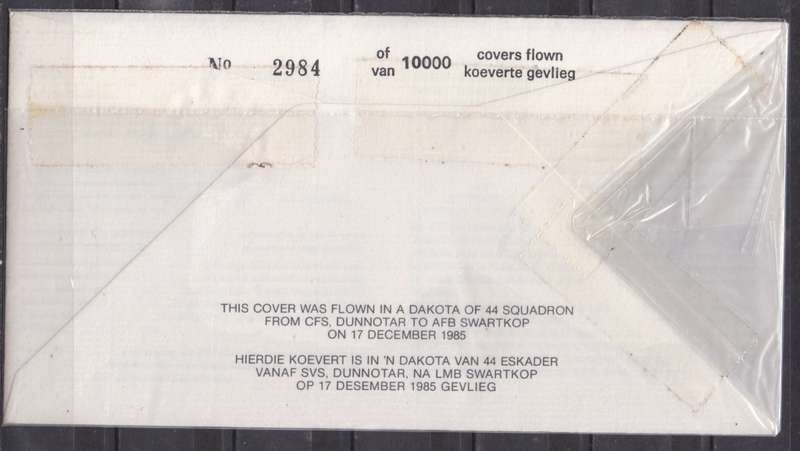 No 2984 of van 10000 covers flown
koeverte gevlieg
THIS COVER WAS FLOWN IN A DAKOTA OF 44 SQUADRON
FROM CFS, DUNNOTAR TO AFB SWARTKOP
ON 17 DECEMBER 1985
HIERDIE KOEVERT IS IN 'N DAKOTA VAN 44 ESKADER
VANAF SVS, DUNNOTAR, NA LMB SWARTKOP
OP 17 DESEMBER 1985 GEVLIEG